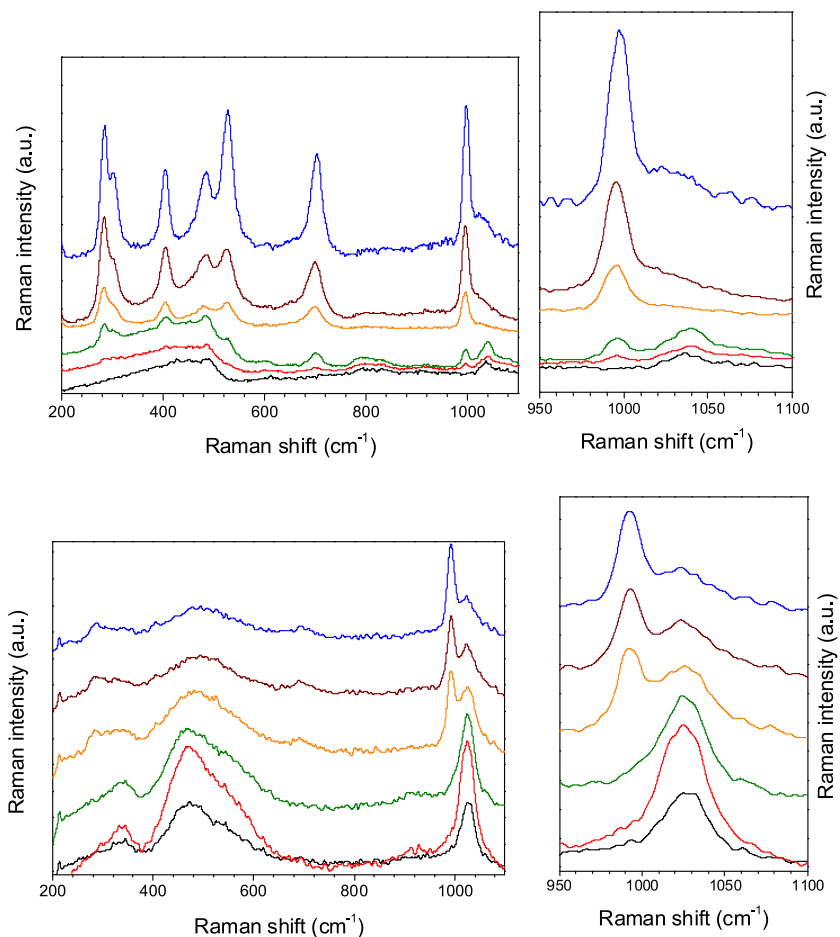 Raman intensity (a.u.)
200 400 600 800 1000
Raman shift (cm-1)
Raman intensity (a.u.)
950 1000 1050 1100
Raman shift (cm-1)
Raman intensity (a.u.)
200 400 600 800 1000
Raman shift (cm-1)
Raman intensity (a.u.)
950 1000 1050 1100
Raman shift (cm-1)